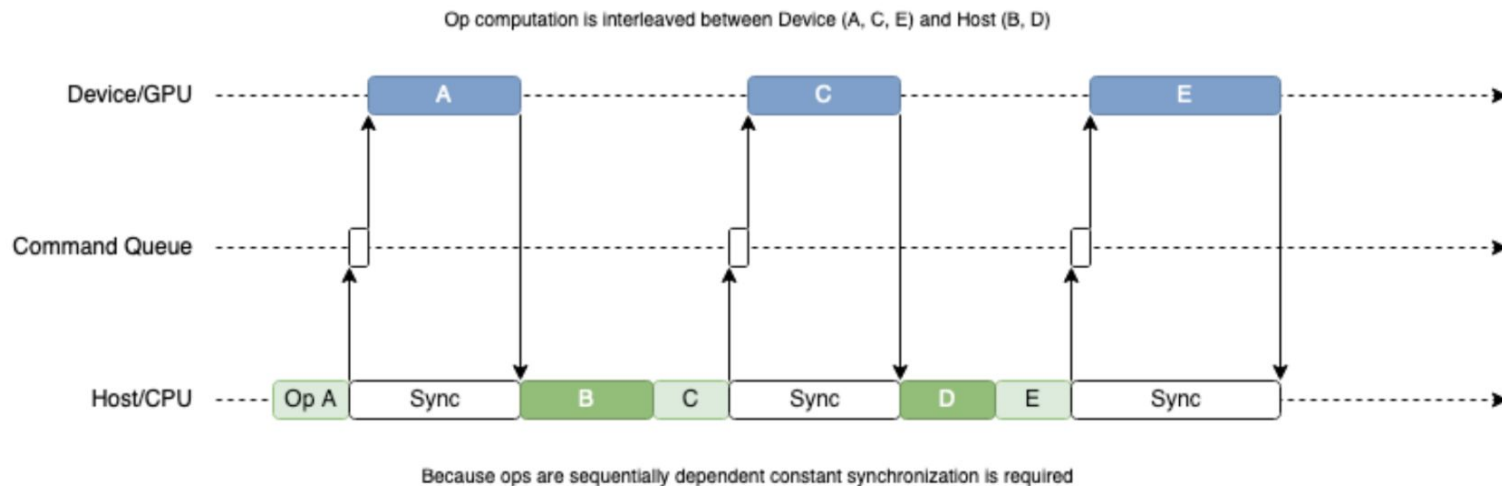 Op computation is interleaved between Device (A, C, E) and Host (B, D)
Device/GPU A C E
Command Queue
Host/CPU Op A Sync B C Sync D E Sync
Because ops are sequentially dependent constant synchronization is required